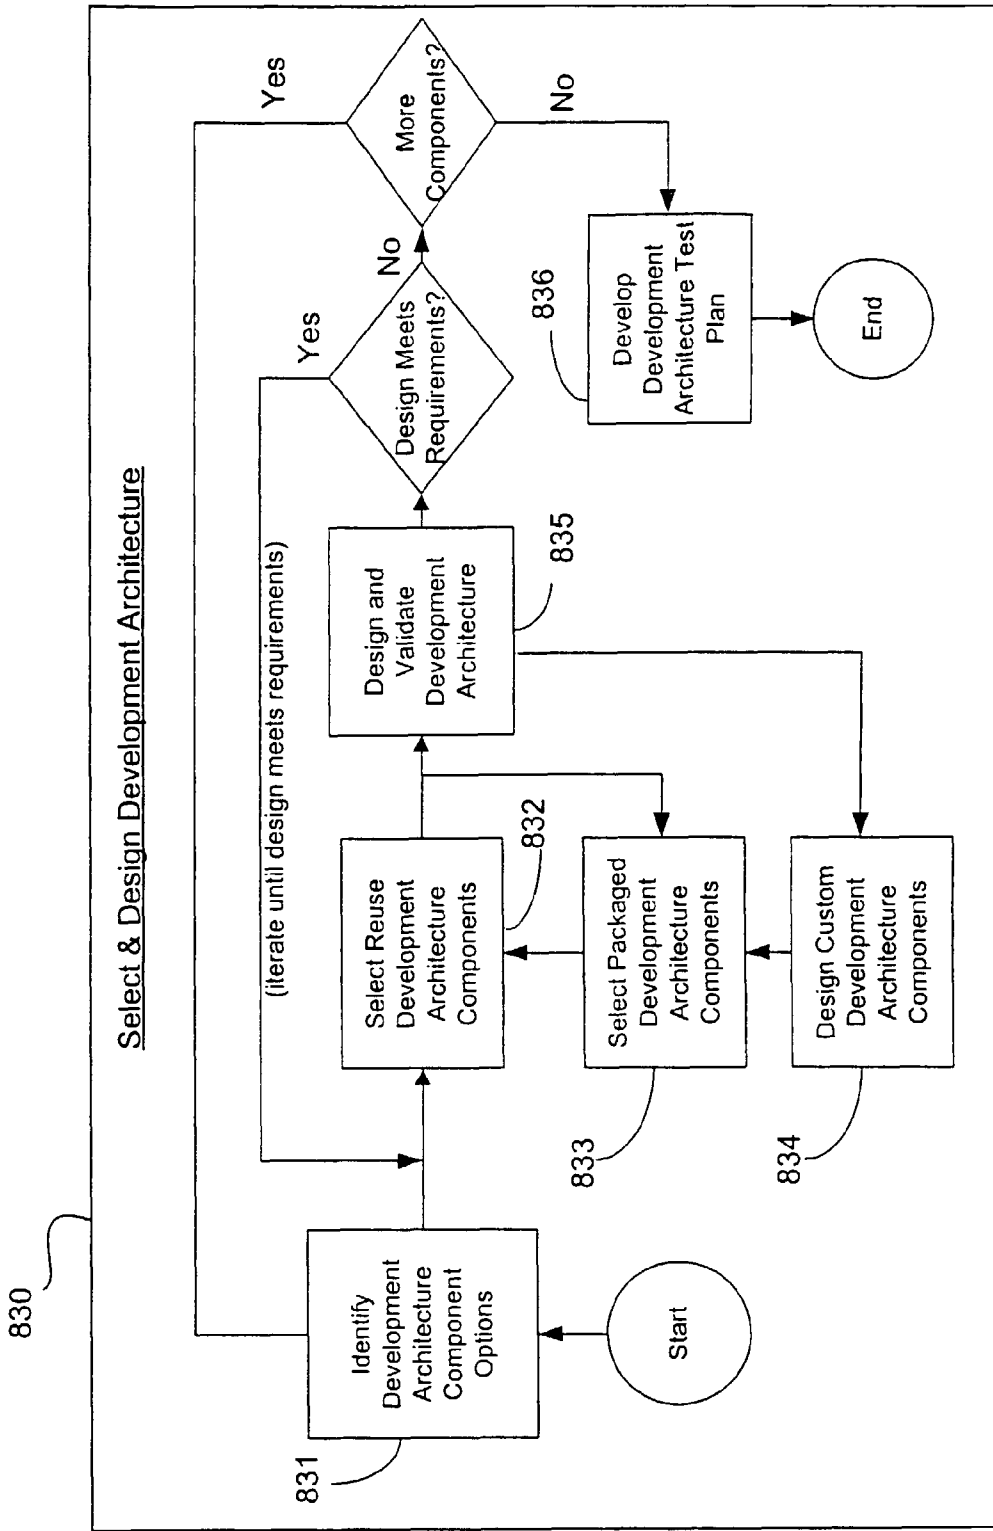 830
Select & Design Development Architecture
Yes
(iterate until design meets requirements)
Yes
831
Identify
Development
Architecture
Component
Options
Start
Select Reuse
Development
Architecture
Components
832
833
Select Packaged
Development
Architecture
Components
834
Design Custom
Development
Architecture
Components
Design and
Validate
Development
Architecture
835
Design Meets
Requirements?
No
More
Components?
No
836
Develop
Development
Architecture Test
Plan
End